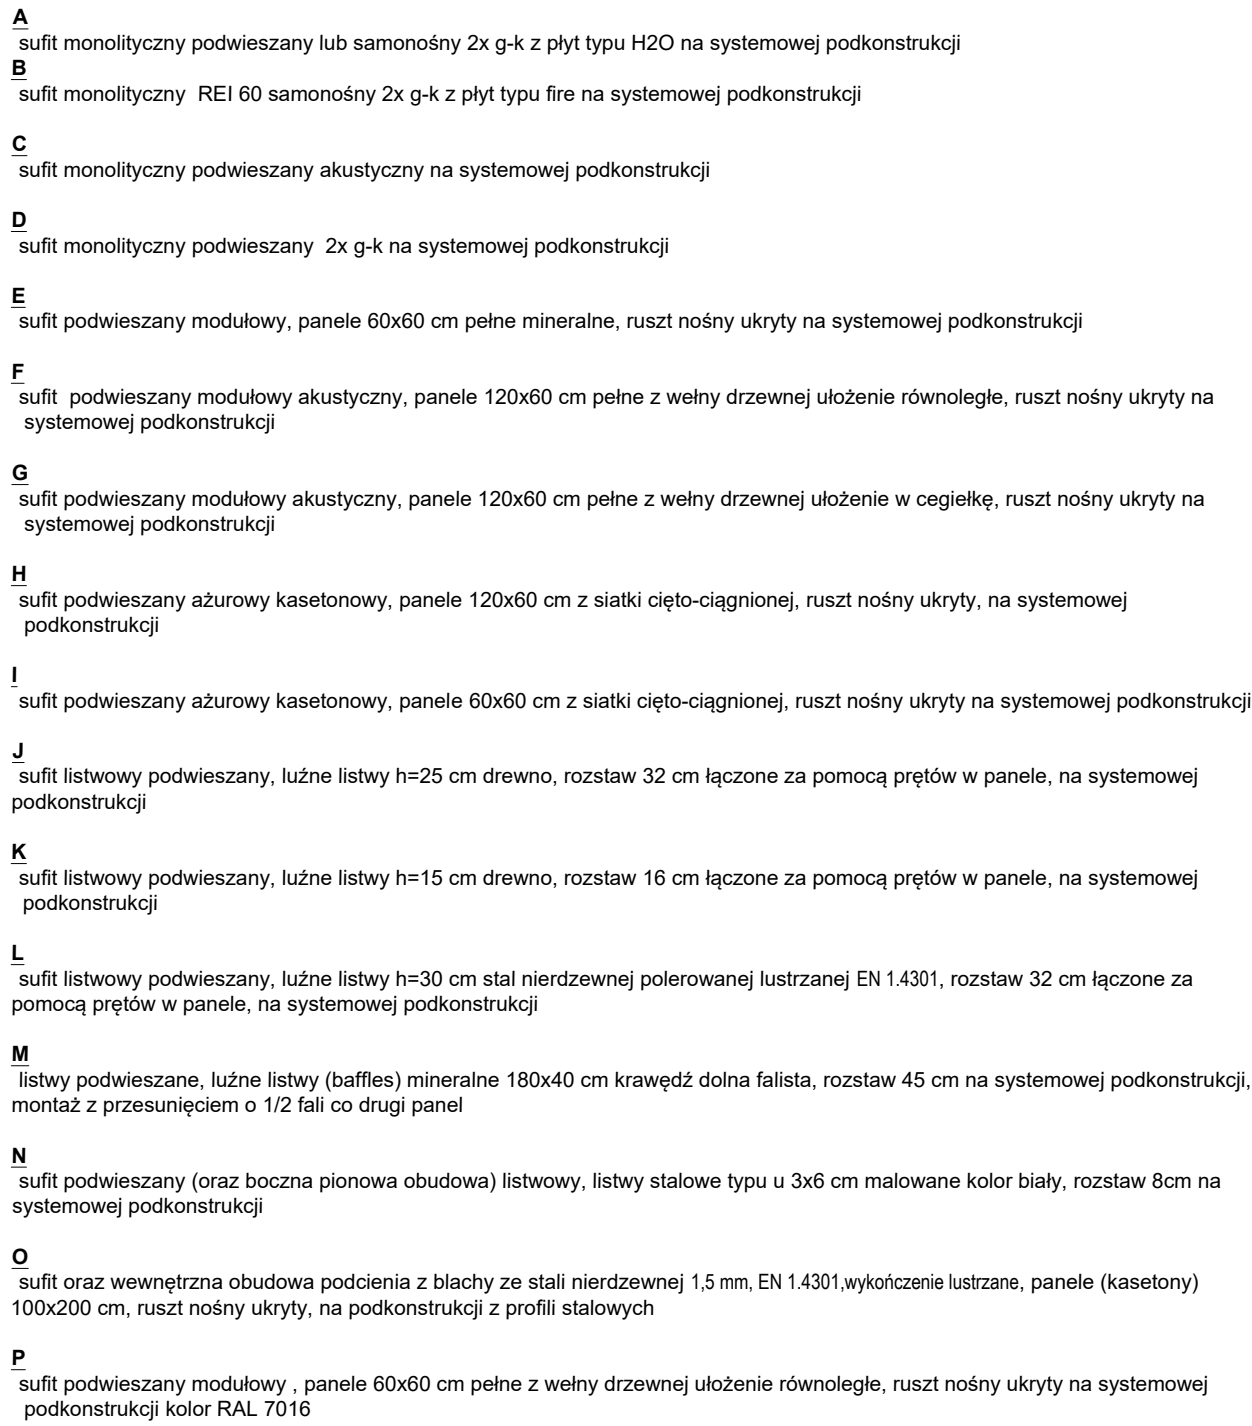 A
sufit monolityczny podwieszany lub samonośny 2x g-k z płyt typu H2O na systemowej podkonstrukcji
B
sufit monolityczny REI 60 samonośny 2x g-k z płyt typu fire na systemowej podkonstrukcji
C
sufit monolityczny podwieszany akustyczny na systemowej podkonstrukcji
D
sufit monolityczny podwieszany 2x g-k na systemowej podkonstrukcji
E
sufit podwieszany modułowy, panele 60x60 cm pełne mineralne, ruszt nośny ukryty na systemowej podkonstrukcji
F
sufit podwieszany modułowy akustyczny, panele 120x60 cm pełne z wełny drzewnej ułożenie równoległe, ruszt nośny ukryty na
systemowej podkonstrukcji
G
sufit podwieszany modułowy akustyczny, panele 120x60 cm pełne z wełny drzewnej ułożenie w cegiełkę, ruszt nośny ukryty na
systemowej podkonstrukcji
H
sufit podwieszany ażurowy kasetonowy, panele 120x60 cm z siatki cięto-ciągnionej, ruszt nośny ukryty, na systemowej
podkonstrukcji
I
sufit podwieszany ażurowy kasetonowy, panele 60x60 cm z siatki cięto-ciągnionej, ruszt nośny ukryty na systemowej podkonstrukcji
J
sufit listwowy podwieszany, luźne listwy h=25 cm drewno, rozstaw 32 cm łączone za pomocą prętów w panele, na systemowej
podkonstrukcji
K
sufit listwowy podwieszany, luźne listwy h=15 cm drewno, rozstaw 16 cm łączone za pomocą prętów w panele, na systemowej
podkonstrukcji
L
sufit listwowy podwieszany, luźne listwy h=30 cm stal nierdzewnej polerowanej lustrzanej EN 1.4301, rozstaw 32 cm łączone za
pomocą prętów w panele, na systemowej podkonstrukcji
M
listwy podwieszane, luźne listwy (baffles) mineralne 180x40 cm krawędź dolna falista, rozstaw 45 cm na systemowej podkonstrukcji,
montaż z przesunięciem o 1/2 fali co drugi panel
N
sufit podwieszany (oraz boczna pionowa obudowa) listwowy, listwy stalowe typu u 3x6 cm malowane kolor biały, rozstaw 8cm na
systemowej podkonstrukcji
O
sufit oraz wewnętrzna obudowa podcienia z blachy ze stali nierdzewnej 1,5 mm, EN 1.4301,wykończenie lustrzane, panele (kasetony)
100x200 cm, ruszt nośny ukryty, na podkonstrukcji z profili stalowych
P
sufit podwieszany modułowy , panele 60x60 cm pełne z wełny drzewnej ułożenie równoległe, ruszt nośny ukryty na systemowej
podkonstrukcji kolor RAL 7016